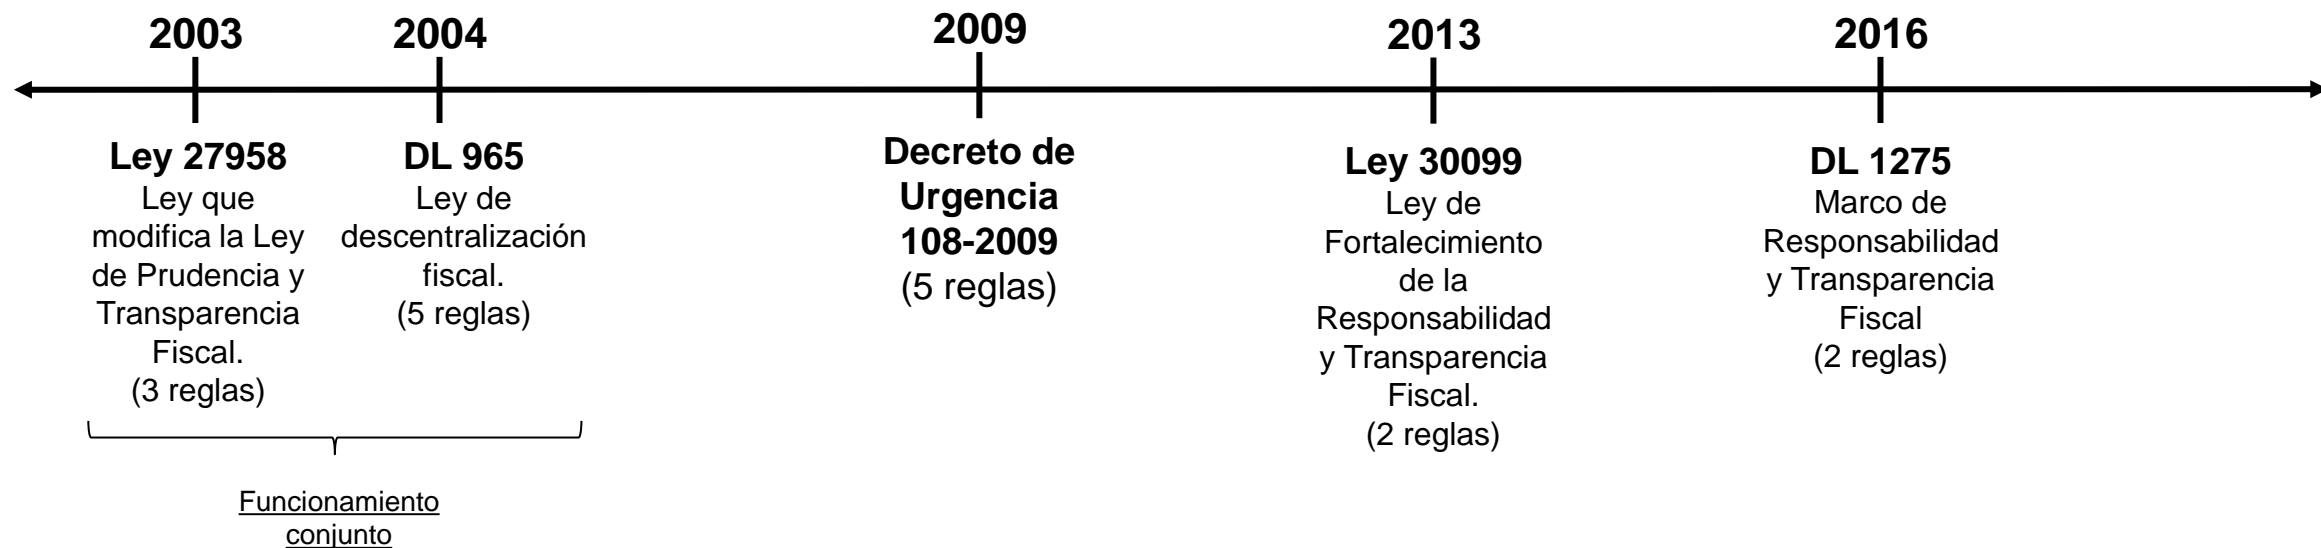 2003
Ley 27958
Ley que
modifica la Ley
de Prudencia y
Transparencia
Fiscal.
(3 reglas)
2004
DL 965
Ley de
descentralización
fiscal.
(5 reglas)
Funcionamiento
conjunto
2009
Decreto de
Urgencia
108-2009
(5 reglas)
2013
Ley 30099
Ley de
Fortalecimiento
de la
Responsabilidad
y Transparencia
Fiscal.
(2 reglas)
2016
DL 1275
Marco de
Responsabilidad
y Transparencia
Fiscal
(2 reglas)